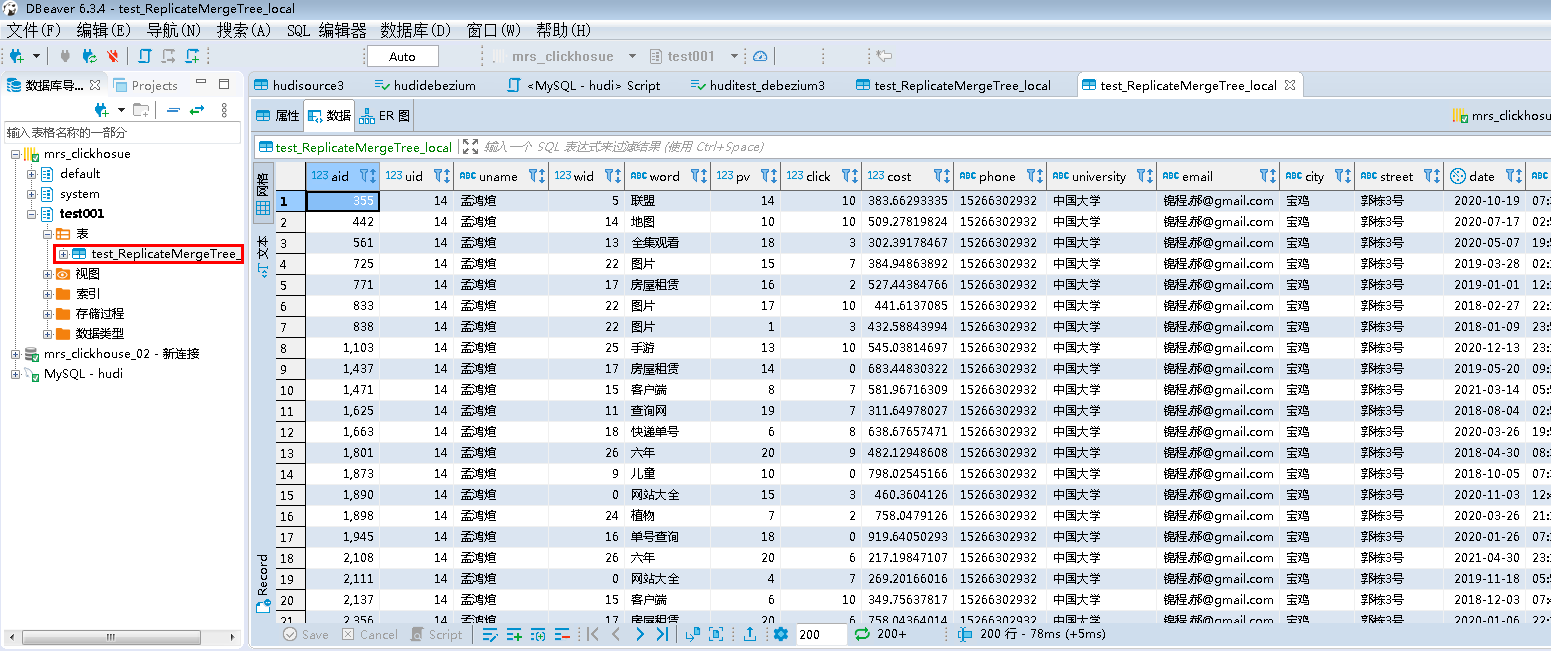 DBeaver 6.3.4 - test_ReplicateMergeTree_local
文件(F) 编辑(E) 导航(N) 搜索(A) SQL 编辑器 数据库(D) 窗口(W) 帮助(H)
Auto mrs_clickhosue test001
数据库导... Projects hudisource3 hudidebezium <MySQL - hudi> Script huditest_debezium3 test_ReplicateMergeTree_local test_ReplicateMergeTree_local
属性 数据 ER 图 mrs_clickhosu
输入表格名称的一部分
test_ReplicateMergeTree_local 输入一个 SQL 表达式来过滤结果 (使用 Ctrl+Space)
mrs_clickhosue
default
system
test001
表
test_ReplicateMergeTree_
视图
索引
存储过程
数据类型
mrs_clickhouse_02 - 新连接
MySQL - hudi
网格
文本
Record
123 aid 123 uid ABC uname 123 wid ABC word 123 pv 123 click 123 cost ABC phone ABC university ABC email ABC city ABC street date ABC
1 355 14 孟鸿煊 5 联盟 14 10 383.66293335 15266302932 中国大学 锦程.郝@gmail.com 宝鸡 郭栋3号 2020-10-19 07:
2 442 14 孟鸿煊 14 地图 10 10 509.27819824 15266302932 中国大学 锦程.郝@gmail.com 宝鸡 郭栋3号 2020-07-17 02:
3 561 14 孟鸿煊 13 全集观看 18 3 302.39178467 15266302932 中国大学 锦程.郝@gmail.com 宝鸡 郭栋3号 2020-05-07 19:
4 725 14 孟鸿煊 22 图片 15 7 384.94863892 15266302932 中国大学 锦程.郝@gmail.com 宝鸡 郭栋3号 2019-03-28 02:
5 771 14 孟鸿煊 17 房屋租赁 16 2 527.44384766 15266302932 中国大学 锦程.郝@gmail.com 宝鸡 郭栋3号 2019-01-01 12:
6 833 14 孟鸿煊 22 图片 17 10 441.6137085 15266302932 中国大学 锦程.郝@gmail.com 宝鸡 郭栋3号 2018-02-27 22:
7 838 14 孟鸿煊 22 图片 1 3 432.58843994 15266302932 中国大学 锦程.郝@gmail.com 宝鸡 郭栋3号 2018-01-09 23:
8 1,103 14 孟鸿煊 25 手游 13 10 545.03814697 15266302932 中国大学 锦程.郝@gmail.com 宝鸡 郭栋3号 2020-12-13 23:
9 1,437 14 孟鸿煊 17 房屋租赁 14 0 683.44830322 15266302932 中国大学 锦程.郝@gmail.com 宝鸡 郭栋3号 2019-05-20 09:
10 1,471 14 孟鸿煊 15 客户端 8 7 581.96716309 15266302932 中国大学 锦程.郝@gmail.com 宝鸡 郭栋3号 2021-03-14 05:
11 1,625 14 孟鸿煊 11 查询网 19 7 311.64978027 15266302932 中国大学 锦程.郝@gmail.com 宝鸡 郭栋3号 2018-08-04 02:
12 1,663 14 孟鸿煊 18 快递单号 6 8 638.67657471 15266302932 中国大学 锦程.郝@gmail.com 宝鸡 郭栋3号 2020-03-26 19:
13 1,801 14 孟鸿煊 26 六年 20 9 482.12948608 15266302932 中国大学 锦程.郝@gmail.com 宝鸡 郭栋3号 2018-04-30 08:
14 1,873 14 孟鸿煊 9 儿童 10 0 798.02545166 15266302932 中国大学 锦程.郝@gmail.com 宝鸡 郭栋3号 2018-10-05 07:
15 1,890 14 孟鸿煊 0 网站大全 15 3 460.3604126 15266302932 中国大学 锦程.郝@gmail.com 宝鸡 郭栋3号 2020-11-03 12:
16 1,898 14 孟鸿煊 24 植物 7 2 758.0479126 15266302932 中国大学 锦程.郝@gmail.com 宝鸡 郭栋3号 2020-03-26 21:
17 1,945 14 孟鸿煊 16 单号查询 18 0 919.64050293 15266302932 中国大学 锦程.郝@gmail.com 宝鸡 郭栋3号 2020-01-26 07:
18 2,108 14 孟鸿煊 26 六年 20 6 217.19847107 15266302932 中国大学 锦程.郝@gmail.com 宝鸡 郭栋3号 2021-04-30 23:
19 2,111 14 孟鸿煊 0 网站大全 4 7 269.20166016 15266302932 中国大学 锦程.郝@gmail.com 宝鸡 郭栋3号 2019-11-18 05:
20 2,137 14 孟鸿煊 15 客户端 6 10 349.75637817 15266302932 中国大学 锦程.郝@gmail.com 宝鸡 郭栋3号 2018-12-03 07:
21 2,356 14 孟鸿煊 17 房屋租赁 20 6 758.04364014 15266302932 中国大学 锦程.郝@gmail.com 宝鸡 郭栋3号 2020-01-06 22:
Save Cancel Script 200 200+ 200 行 - 78ms (+5ms)